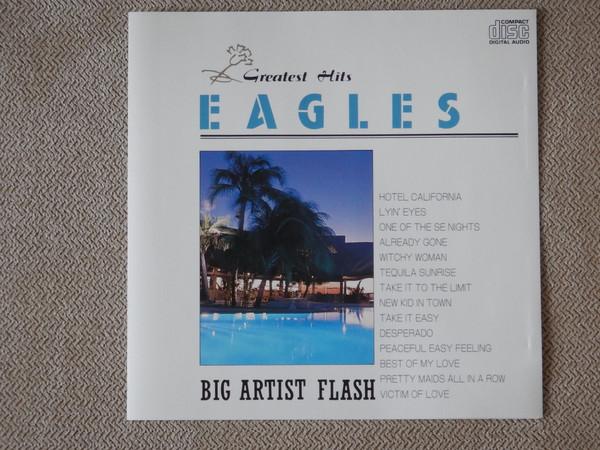 COMPACT
disc
DIGITAL AUDIO
Greatest Hits
EAGLES
HOTEL CALIFORNIA
LYIN' EYES
ONE OF THE SE NIGHTS
ALREADY GONE
WITCHY WOMAN
TEQUILA SUNRISE
TAKE IT TO THE LIMIT
NEW KID IN TOWN
TAKE IT EASY
DESPERADO
PEACEFUL EASY FEELING
BEST OF MY LOVE
PRETTY MAIDS ALL IN A ROW
VICTIM OF LOVE
BIG ARTIST FLASH